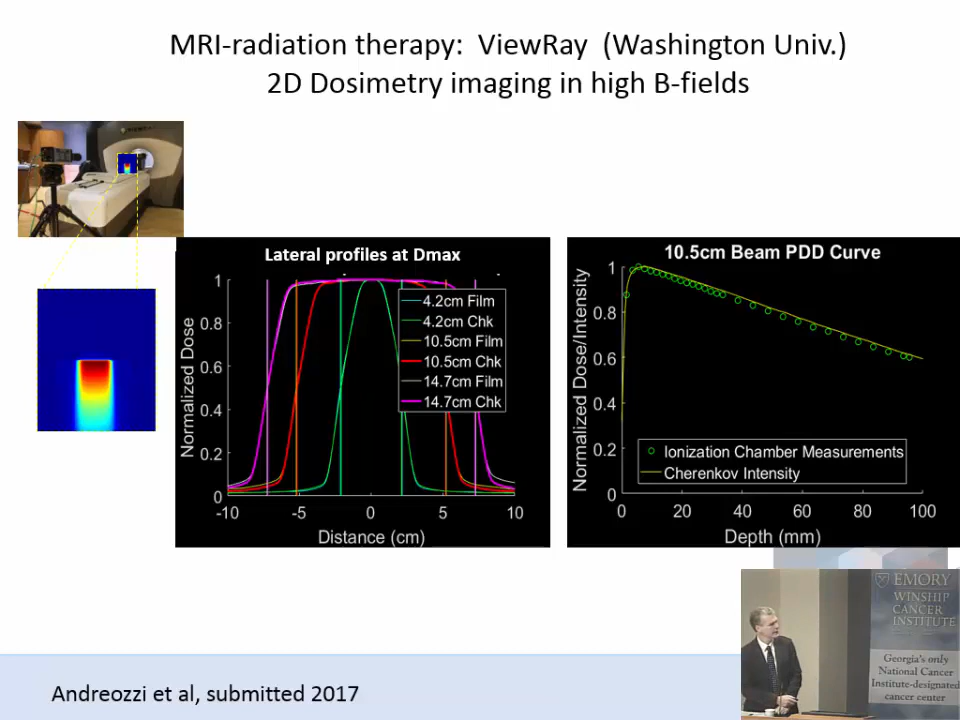 MRI-radiation therapy: ViewRay (Washington Univ.)
2D Dosimetry imaging in high B-fields
Lateral profiles at Dmax
1
0.8
0.6
0.4
0.2
0
Normalized Dose
-10
-5
0
5
10
Distance (cm)
4.2cm Film
4.2cm Chk
10.5cm Film
10.5cm Chk
14.7cm Film
14.7cm Chk
10.5cm Beam PDD Curve
1
0.8
0.6
0.4
0.2
0
Normalized Dose/Intensity
0
20
40
60
80
100
Depth (mm)
Ionization Chamber Measurements
Cherenkov Intensity
EMORY
WINSHIP
CANCER
INSTITUTE
Georgia's only
National Cancer
Institute-designated
cancer center
Andreozzi et al, submitted 2017